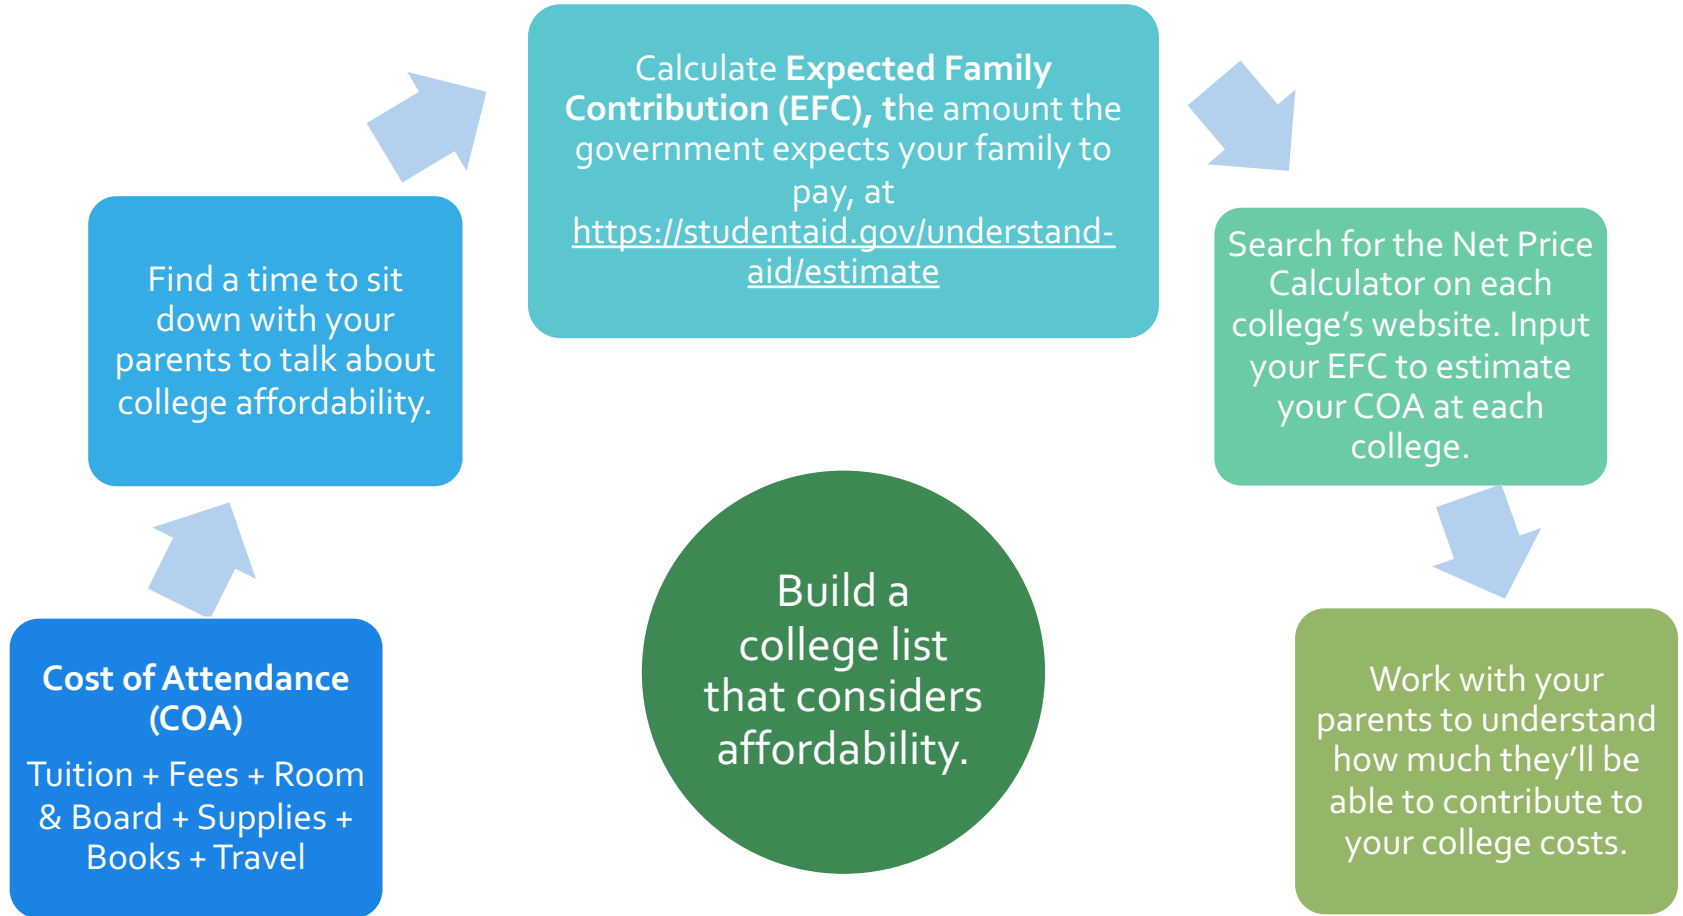 Cost of Attendance
(COA)
Tuition + Fees + Room
& Board + Supplies +
Books + Travel
Find a time to sit
down with your
parents to talk about
college affordability.
Calculate Expected Family
Contribution (EFC), the amount the
government expects your family to
pay, at
https://studentaid.gov/understand-
aid/estimate
Search for the Net Price
Calculator on each
college’s website. Input
your EFC to estimate
your COA at each
college.
Work with your
parents to understand
how much they’ll be
able to contribute to
your college costs.
Build a
college list
that considers
affordability.